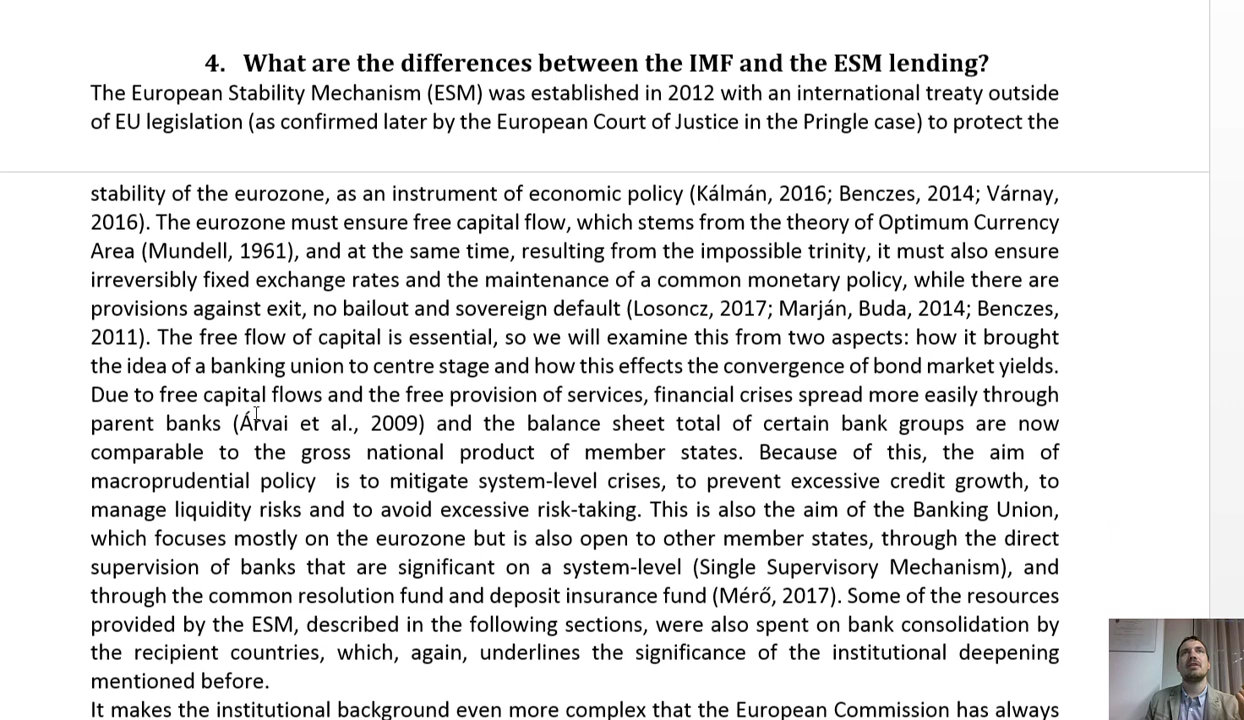 4. What are the differences between the IMF and the ESM lending?
The European Stability Mechanism (ESM) was established in 2012 with an international treaty outside
of EU legislation (as confirmed later by the European Court of Justice in the Pringle case) to protect the
stability of the eurozone, as an instrument of economic policy (Kálmán, 2016; Benczes, 2014; Várnay,
2016). The eurozone must ensure free capital flow, which stems from the theory of Optimum Currency
Area (Mundell, 1961), and at the same time, resulting from the impossible trinity, it must also ensure
irreversibly fixed exchange rates and the maintenance of a common monetary policy, while there are
provisions against exit, no bailout and sovereign default (Losoncz, 2017; Marján, Buda, 2014; Benczes,
2011). The free flow of capital is essential, so we will examine this from two aspects: how it brought
the idea of a banking union to centre stage and how this effects the convergence of bond market yields.
Due to free capital flows and the free provision of services, financial crises spread more easily through
parent banks (Árvai et al., 2009) and the balance sheet total of certain bank groups are now
comparable to the gross national product of member states. Because of this, the aim of
macroprudential policy is to mitigate system-level crises, to prevent excessive credit growth, to
manage liquidity risks and to avoid excessive risk-taking. This is also the aim of the Banking Union,
which focuses mostly on the eurozone but is also open to other member states, through the direct
supervision of banks that are significant on a system-level (Single Supervisory Mechanism), and
through the common resolution fund and deposit insurance fund (Mérő, 2017). Some of the resources
provided by the ESM, described in the following sections, were also spent on bank consolidation by
the recipient countries, which, again, underlines the significance of the institutional deepening
mentioned before.
It makes the institutional background even more complex that the European Commission has always